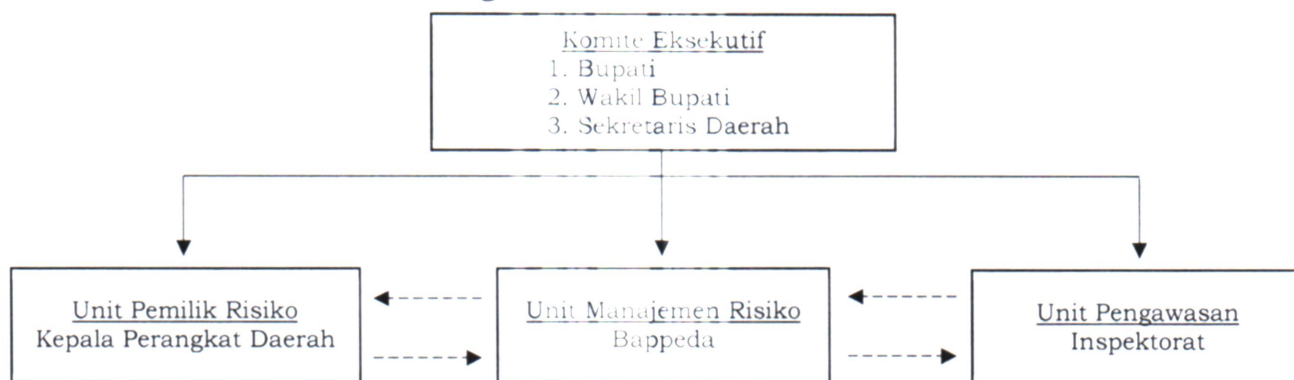 Komite Eksekutif
1. Bupati
2. Wakil Bupati
3. Sekretaris Daerah
Unit Pemilik Risiko
Kepala Perangkat Daerah
Unit Manajemen Risiko
Bappeda
Unit Pengawasan
Inspektorat